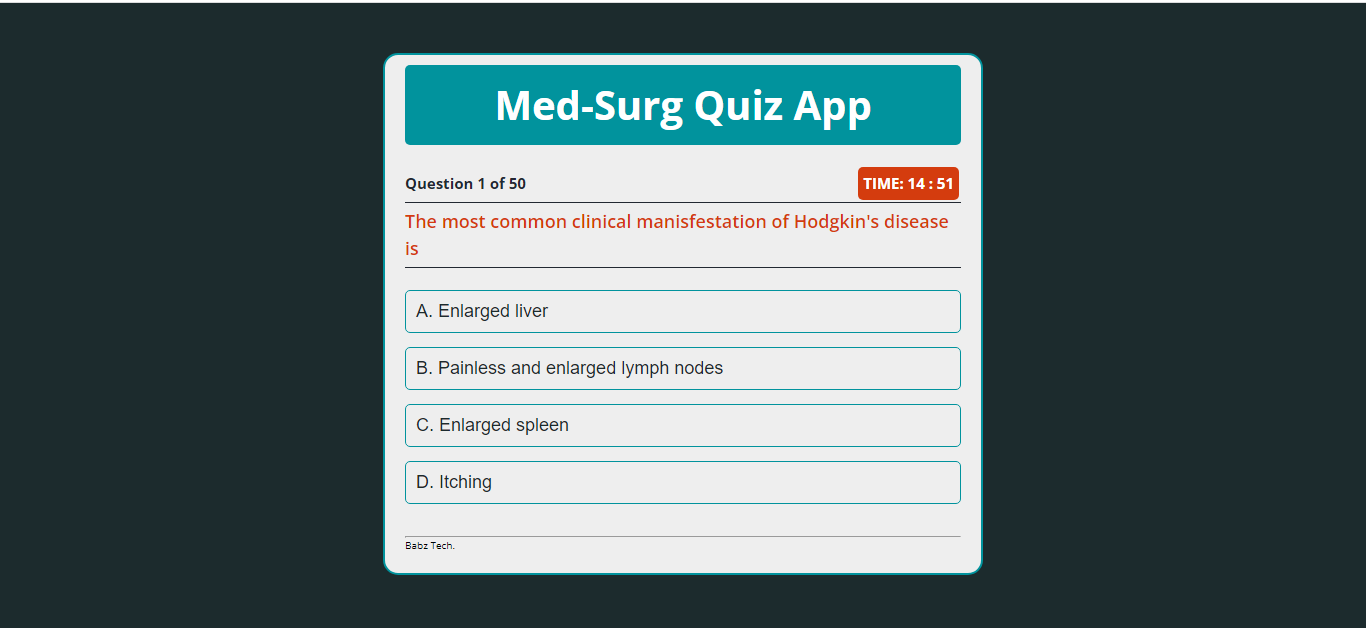 Med-Surg Quiz App
Question 1 of 50
TIME: 14 : 51
The most common clinical manisfestation of Hodgkin's disease
is
A. Enlarged liver
B. Painless and enlarged lymph nodes
C. Enlarged spleen
D. Itching
Babz Tech.